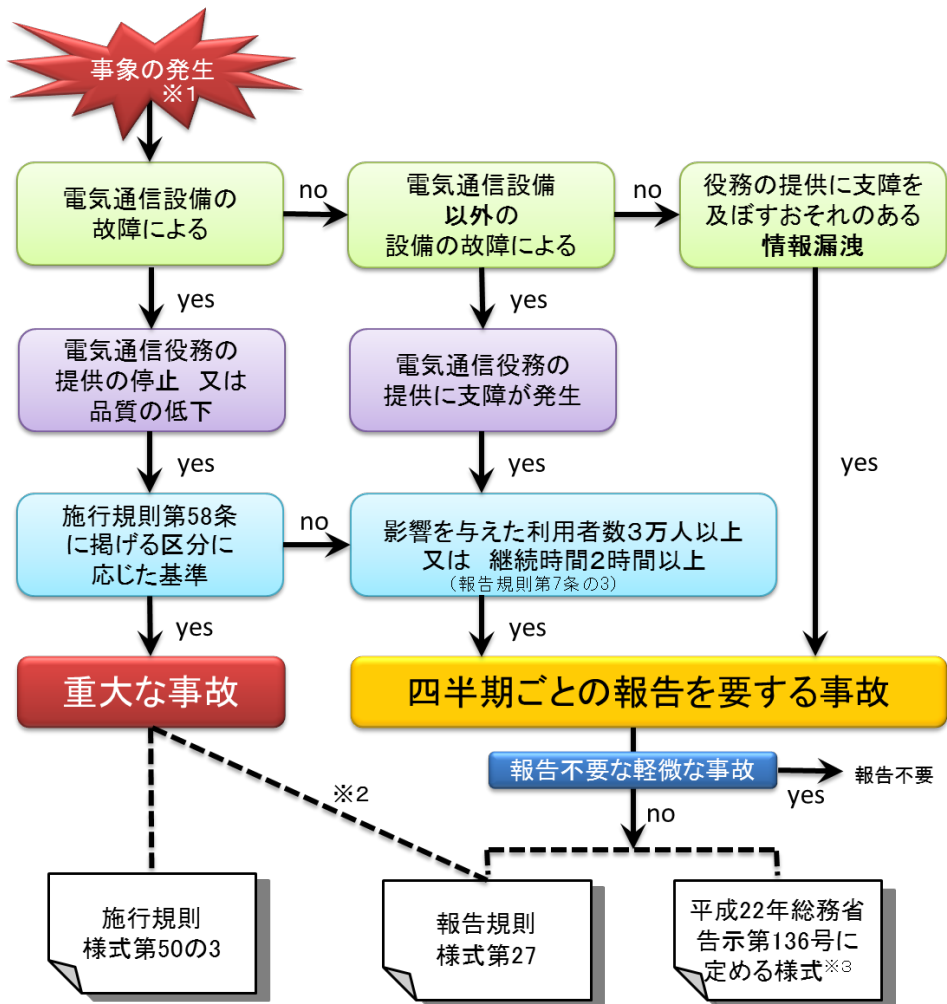 事象の発生
※1
電気通信設備の
故障による
no
電気通信設備
以外の
設備の故障による
no
役務の提供に支障を
及ぼすおそれのある
情報漏洩
yes
yes
電気通信役務の
提供の停止 又は
品質の低下
電気通信役務の
提供に支障が発生
yes
yes
yes
施行規則第58条
に掲げる区分に
応じた基準
no
影響を与えた利用者数3万人以上
又は 継続時間2時間以上
(報告規則第7条の3)
yes
yes
重大な事故
四半期ごとの報告を要する事故
報告不要な軽微な事故
yes
報告不要
※2
no
施行規則
様式第50の3
報告規則
様式第27
平成22年総務省
告示第136号に
定める様式※3